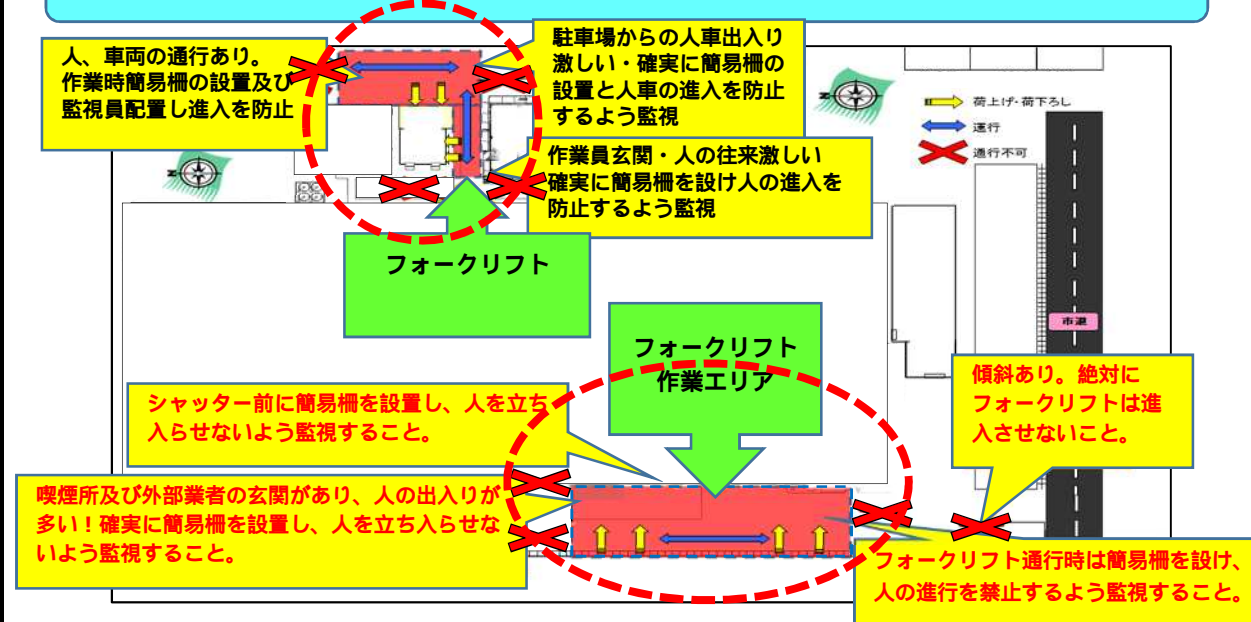 人、車両の通行あり。
作業時簡易柵の設置及び
監視員配置し進入を防止
駐車場からの人車出入り
激しい・確実に簡易柵の
設置と人車の進入を防止
するよう監視
作業員玄関・人の往来激しい
確実に簡易柵を設け人の進入を
防止するよう監視
荷上げ・荷下ろし
運行
通行不可
N
N
フォークリフト
市道
フォークリフト
作業エリア
傾斜あり。絶対に
フォークリフトは進
入させないこと。
シャッター前に簡易柵を設置し、人を立ち
入らせないよう監視すること。
喫煙所及び外部業者の玄関があり、人の出入りが
多い！確実に簡易柵を設置し、人を立ち入らせな
いよう監視すること。
フォークリフト通行時は簡易柵を設け、
人の進行を禁止するよう監視すること。